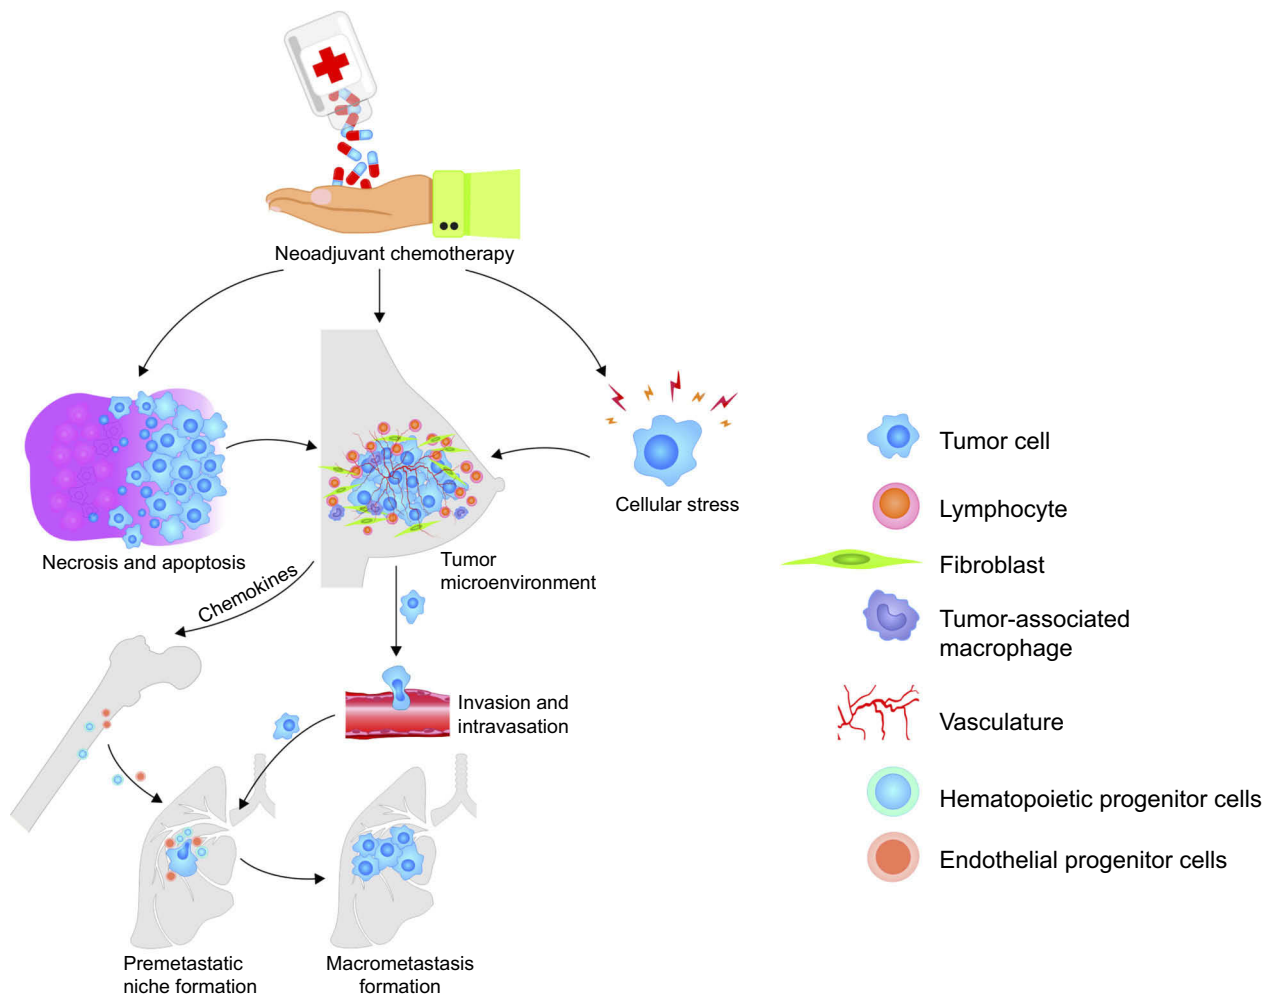 Neoadjuvant chemotherapy
Necrosis and apoptosis
Tumor
microenvironment
Cellular stress
Chemokines
Invasion and
intravasation
Premetastatic
niche formation
Macrometastasis
formation
Tumor cell
Lymphocyte
Fibroblast
Tumor-associated
macrophage
Vasculature
Hematopoietic progenitor cells
Endothelial progenitor cells